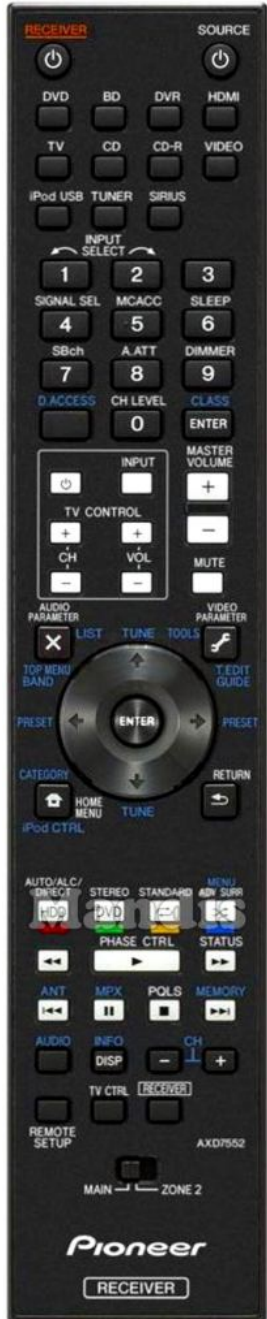 RECEIVER SOURCE
DVD BD DVR HDMI
TV CD CD-R VIDEO
iPod USB TUNER SIRIUS
INPUT
SELECT
1 2 3
SIGNAL SEL MCACC SLEEP
4 5 6
SBch A.ATT DIMMER
7 8 9
D.ACCESS CH LEVEL CLASS
0 ENTER
MASTER
VOLUME
INPUT
+
TV CONTROL
+ +
CH VOL
−
− −
MUTE
AUDIO
PARAMETER
VIDEO
PARAMETER
LIST TUNE TOOLS
TOP MENU
BAND
T.EDIT
GUIDE
PRESET ENTER PRESET
CATEGORY RETURN
HOME
MENU
TUNE
iPod CTRL
AUTO/ALC/
DIRECT STEREO STANDARD
MENU
ADV SURR
HDD DVD
Mandis
PHASE CTRL STATUS
ANT MPX PQLS MEMORY
AUDIO INFO CH
DISP − +
TV CTRL RECEIVER
REMOTE
SETUP
AXD7552
MAIN ZONE 2
Pioneer
RECEIVER